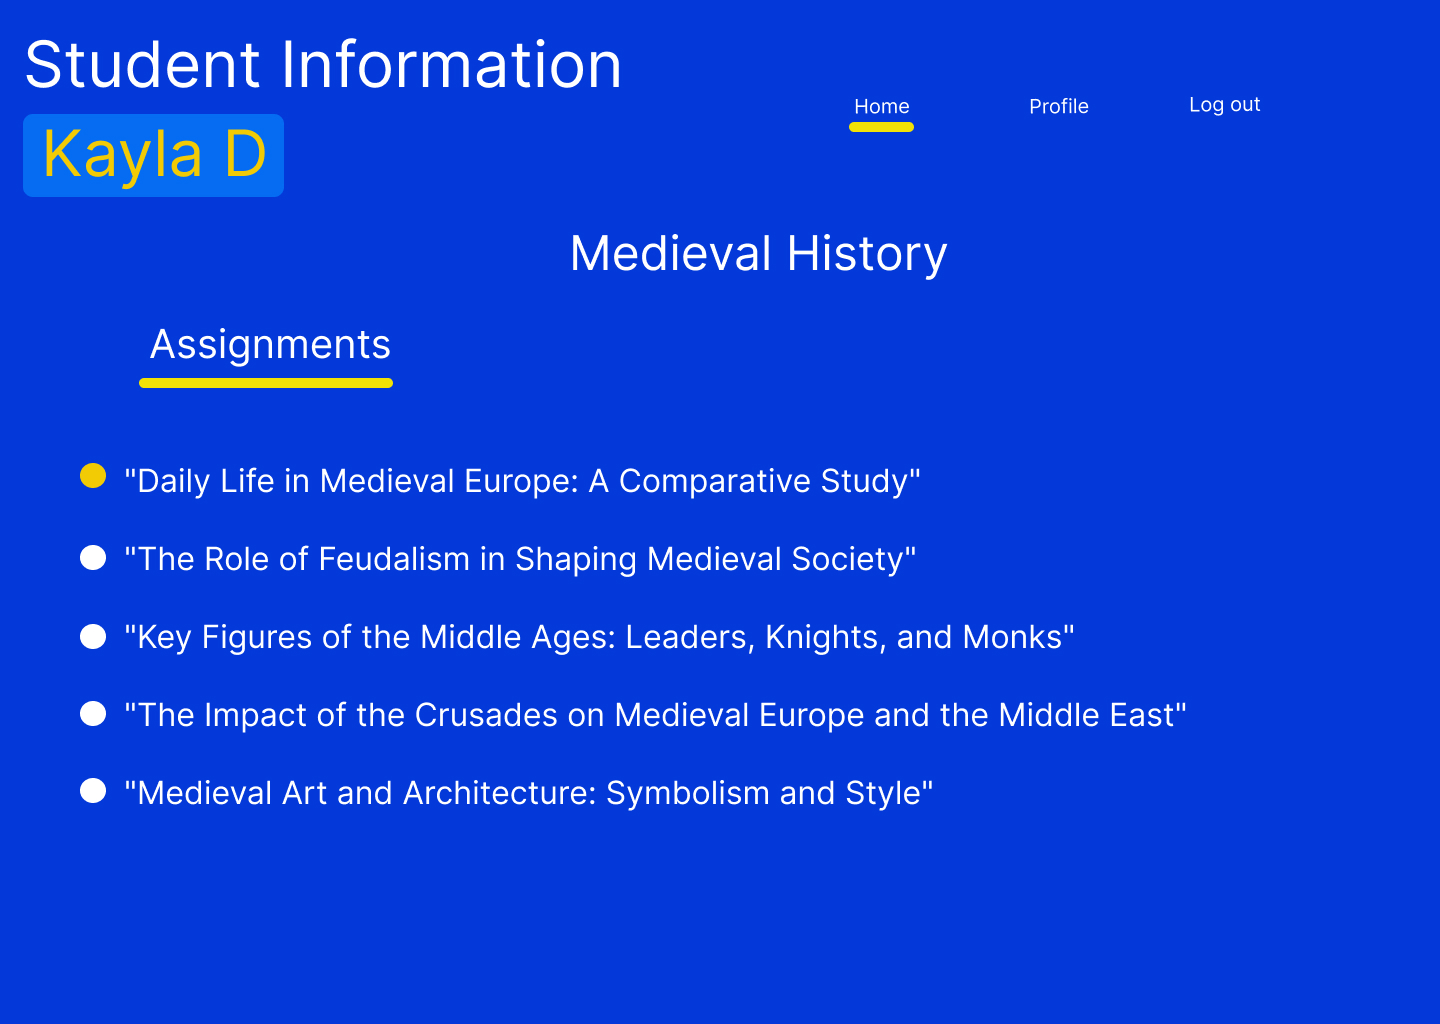 Student Information
Home
Profile
Log out
Kayla D
Medieval History
Assignments
"Daily Life in Medieval Europe: A Comparative Study"
"The Role of Feudalism in Shaping Medieval Society"
"Key Figures of the Middle Ages: Leaders, Knights, and Monks"
"The Impact of the Crusades on Medieval Europe and the Middle East"
"Medieval Art and Architecture: Symbolism and Style"